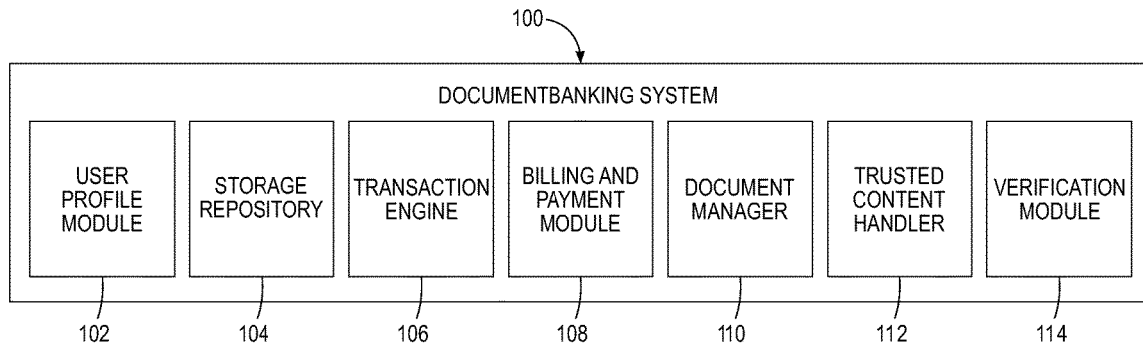 100
DOCUMENTBANKING SYSTEM
USER
PROFILE
MODULE
STORAGE
REPOSITORY
TRANSACTION
ENGINE
BILLING AND
PAYMENT
MODULE
DOCUMENT
MANAGER
TRUSTED
CONTENT
HANDLER
VERIFICATION
MODULE
102
104
106
108
110
112
114